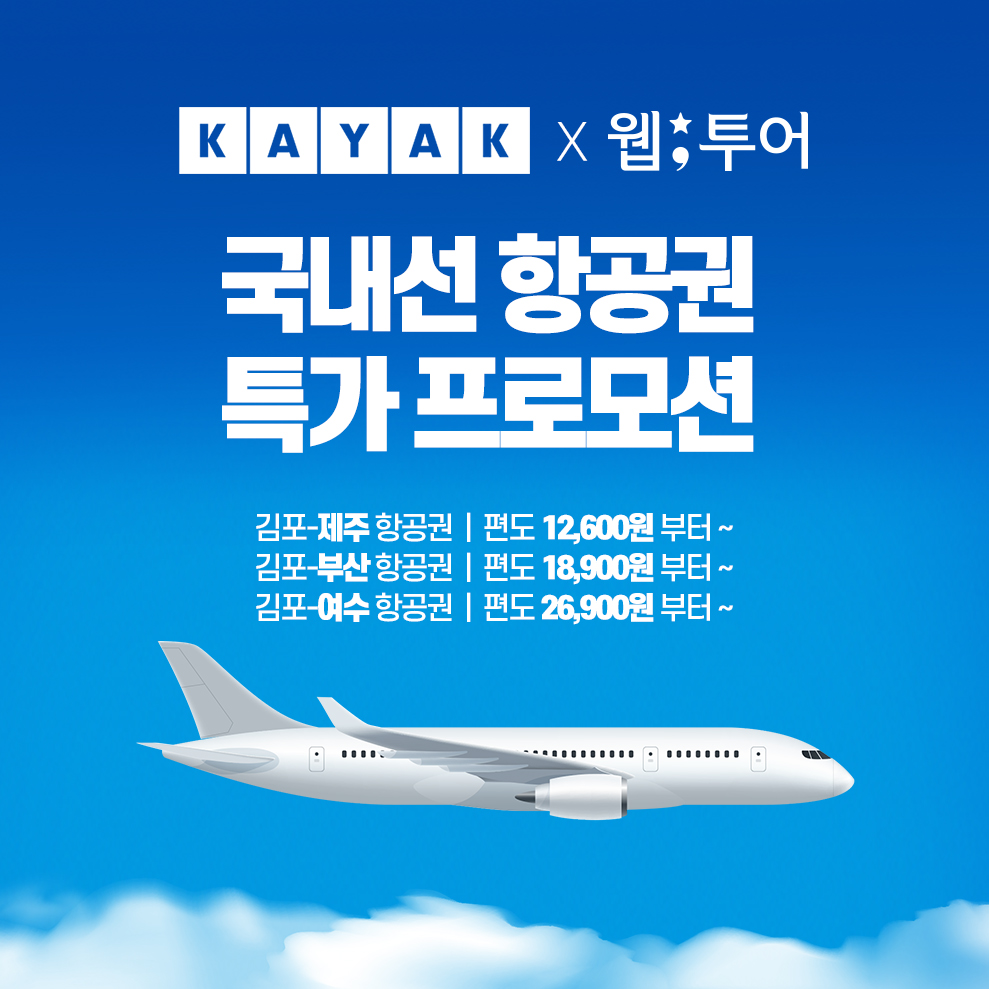 KAYAK X 웹투어
국내선 항공권
특가 프로모션
김포-제주 항공권 | 편도 12,600원 부터 ~
김포-부산 항공권 | 편도 18,900원 부터 ~
김포-여수 항공권 | 편도 26,900원 부터 ~